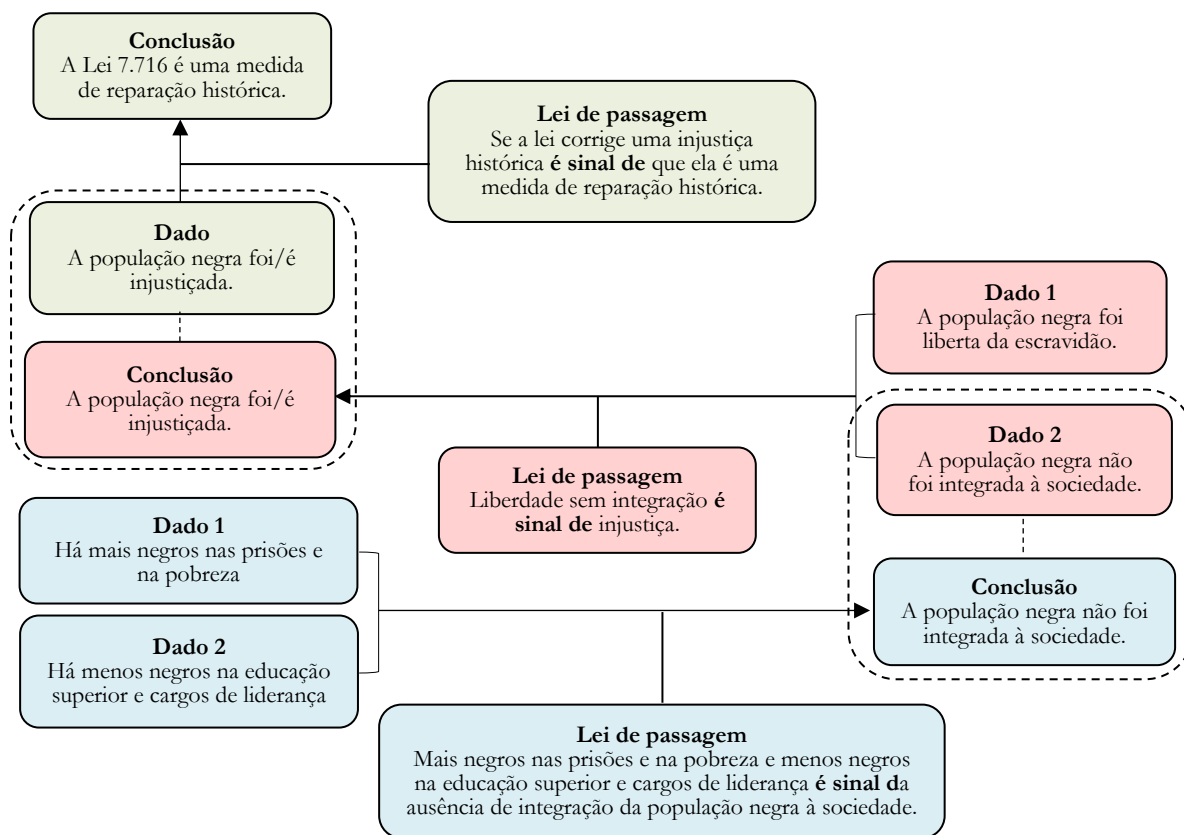 Conclusão
A Lei 7.716 é uma medida
de reparação histórica.
Lei de passagem
Se a lei corrige uma injustiça
histórica é sinal de que ela é uma
medida de reparação histórica.
Dado
A população negra foi/é
injustiçada.
Conclusão
A população negra foi/é
injustiçada.
Dado 1
A população negra foi
liberta da escravidão.
Dado 2
A população negra não
foi integrada à sociedade.
Lei de passagem
Liberdade sem integração é
sinal de injustiça.
Dado 1
Há mais negros nas prisões e
na pobreza
Dado 2
Há menos negros na educação
superior e cargos de liderança
Conclusão
A população negra não foi
integrada à sociedade.
Lei de passagem
Mais negros nas prisões e na pobreza e menos negros
na educação superior e cargos de liderança é sinal da
ausência de integração da população negra à sociedade.